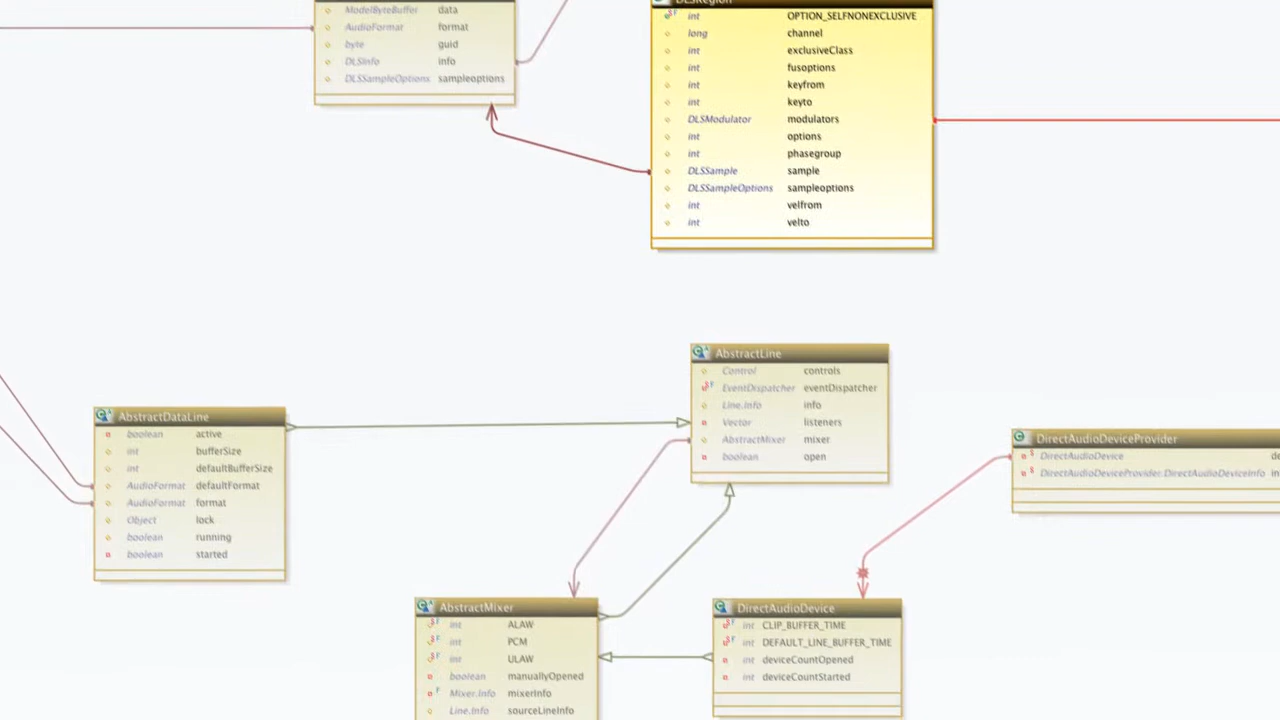 ModelByteBuffer data
AudioFormat format
byte guid
DLSInfo info
DLSSampleOptions sampleoptions
DLSRegion
int OPTION_SELFNONEXCLUSIVE
long channel
int exclusiveClass
int fusoptions
int keyfrom
int keyto
DLSModulator modulators
int options
int phasegroup
DLSSample sample
DLSSampleOptions sampleoptions
int velfrom
int velto
AbstractLine
Control controls
EventDispatcher eventDispatcher
Line.Info info
Vector listeners
AbstractMixer mixer
boolean open
AbstractDataLine
boolean active
int bufferSize
int defaultBufferSize
AudioFormat defaultFormat
AudioFormat format
Object lock
boolean running
boolean started
DirectAudioDeviceProvider
DirectAudioDevice de
DirectAudioDeviceProvider.DirectAudioDeviceInfo in
AbstractMixer
int ALAW
int PCM
int ULAW
boolean manuallyOpened
Mixer.Info mixerInfo
Line.Info sourceLineInfo
DirectAudioDevice
int CLIP_BUFFER_TIME
int DEFAULT_LINE_BUFFER_TIME
int deviceCountOpened
int deviceCountStarted